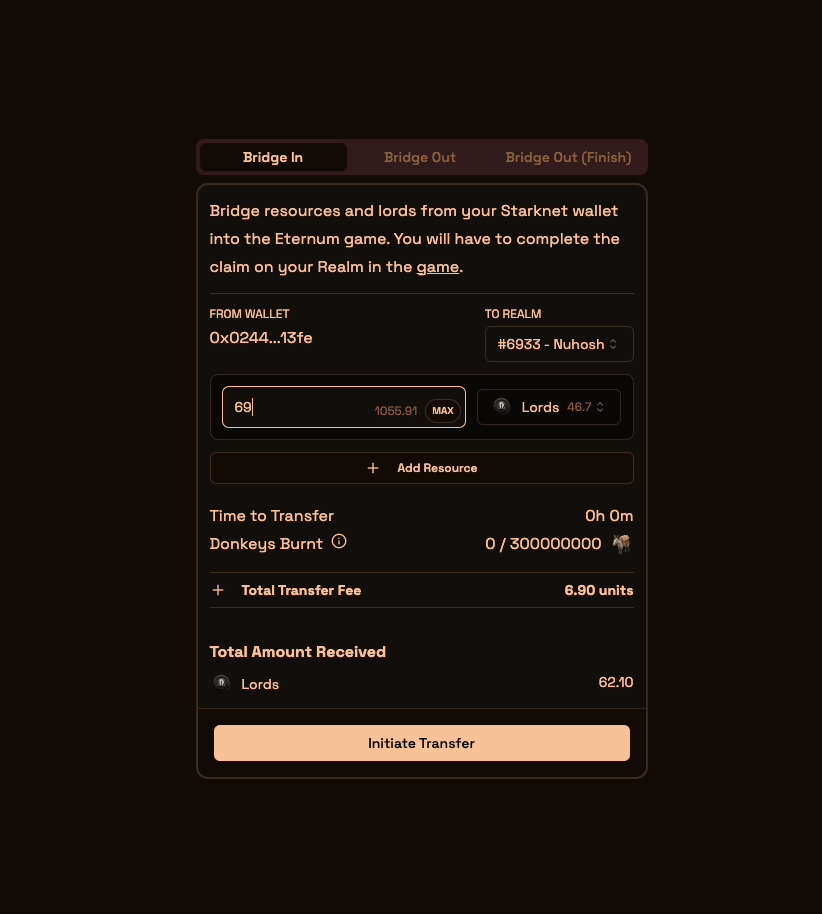 Bridge In Bridge Out Bridge Out (Finish)
Bridge resources and lords from your Starknet wallet
into the Eternum game. You will have to complete the
claim on your Realm in the game.
FROM WALLET TO REALM
0x0244...13fe
#6933 - Nuhosh
69 1055.91 MAX Lords 46.7
+ Add Resource
Time to Transfer 0h 0m
Donkeys Burnt 0 / 300000000
+ Total Transfer Fee 6.90 units
Total Amount Received
Lords 62.10
Initiate Transfer